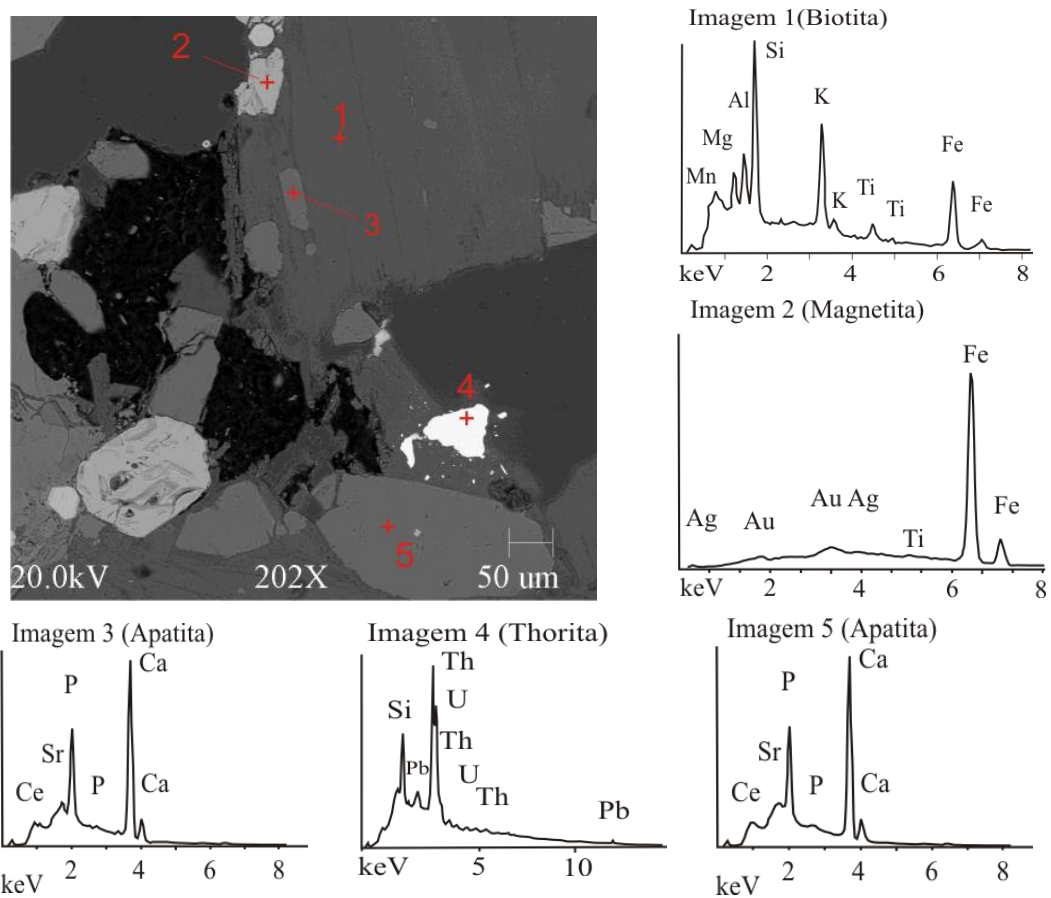 2
1
3
4
5
20.0kV 202X 50 um
Imagem 1(Biotita)
Si
Al
K
Mg
Fe
Mn
Ti
K
Ti
Fe
keV 2 4 6 8
Imagem 2 (Magnetita)
Fe
Au Ag
Fe
Ag
Au
Ti
keV 2 4 6 8
Imagem 3 (Apatita)
Ca
P
Sr
Ce
P
Ca
2 4 6 8
keV
Imagem 4 (Thorita)
Th
U
Si
Th
Pb
U
Th
Pb
keV 5 10
Imagem 5 (Apatita)
Ca
P
Sr
Ce
P
Ca
2 4 6 8
keV